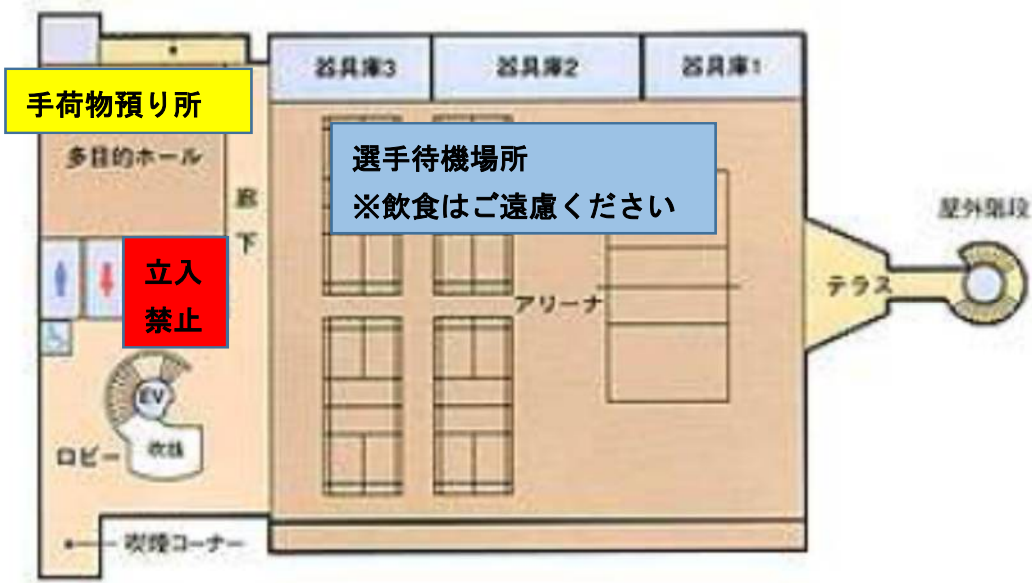 器具庫3
器具庫2
器具庫1
手荷物預り所
多目的ホール
選手待機場所
※飲食はご遠慮ください
廊下
屋外階段
立入
禁止
テラス
アリーナ
EV
吹抜
ロビー
喫煙コーナー